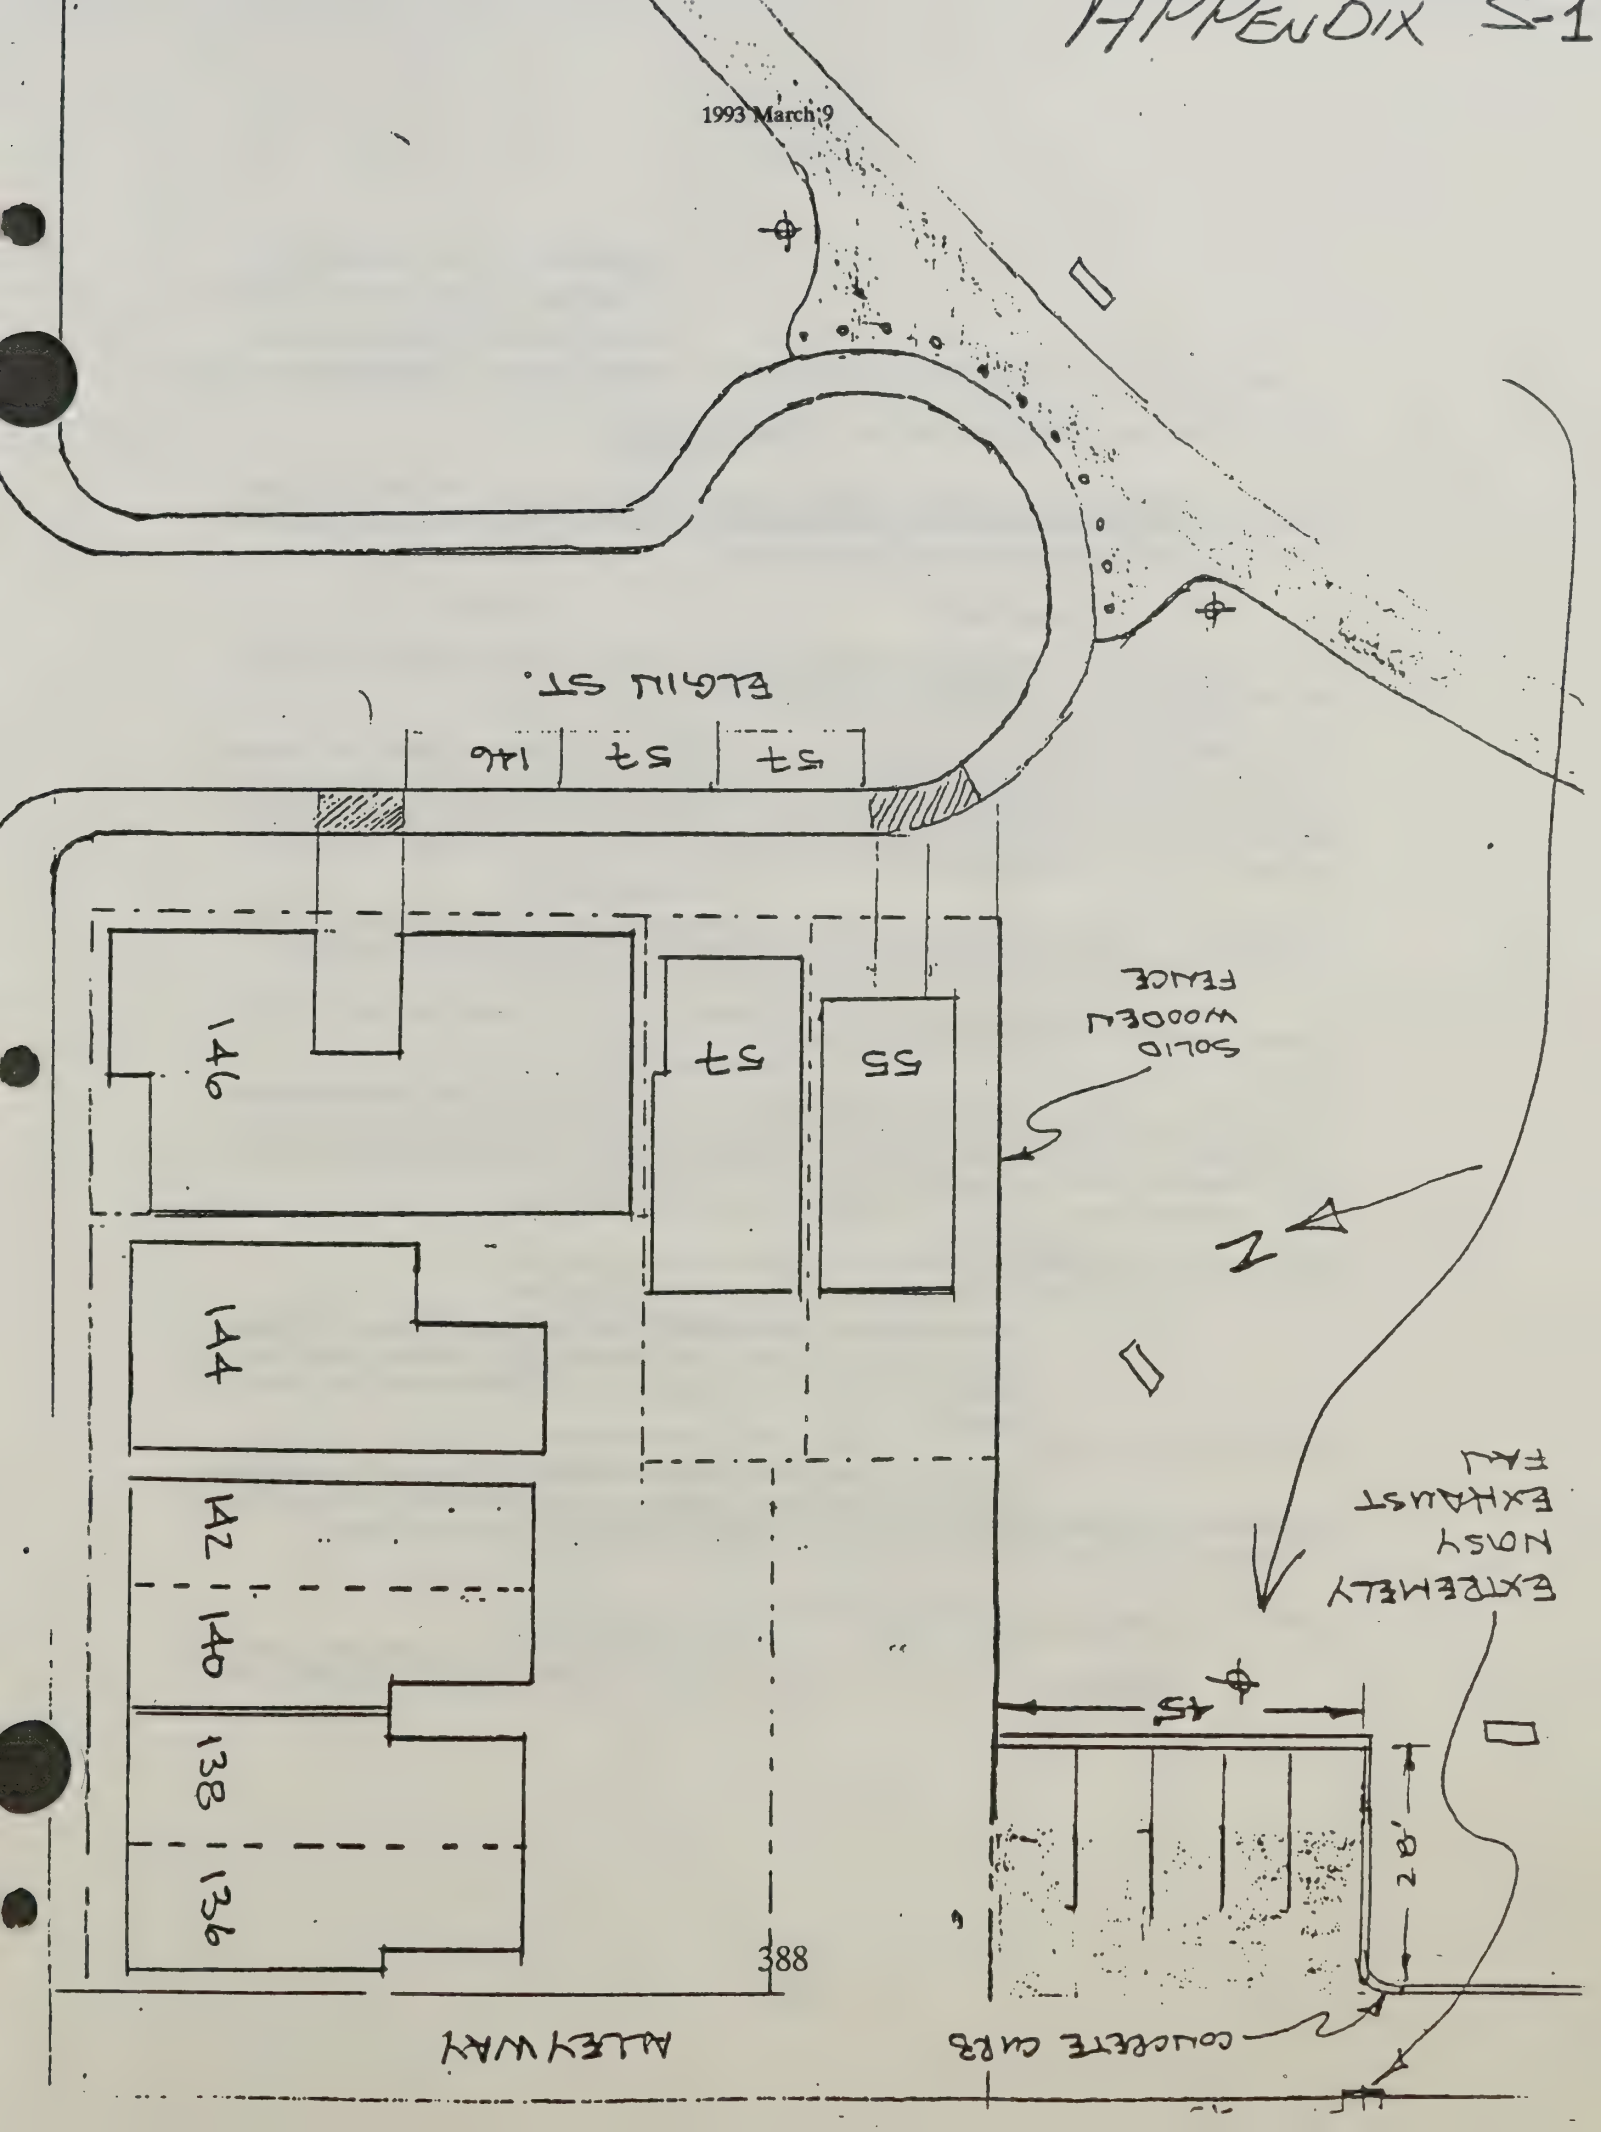 APPENDIX S-1
1993 March 9
ELGIN ST.
146
57
57
SOLID
WOODEN
FENCE
146
57
55
N
144
EXTREMELY
NOISY
EXHAUST
FAN
142
140
45
138
28'
136
388
ALLEYWAY
CONCRETE CURB